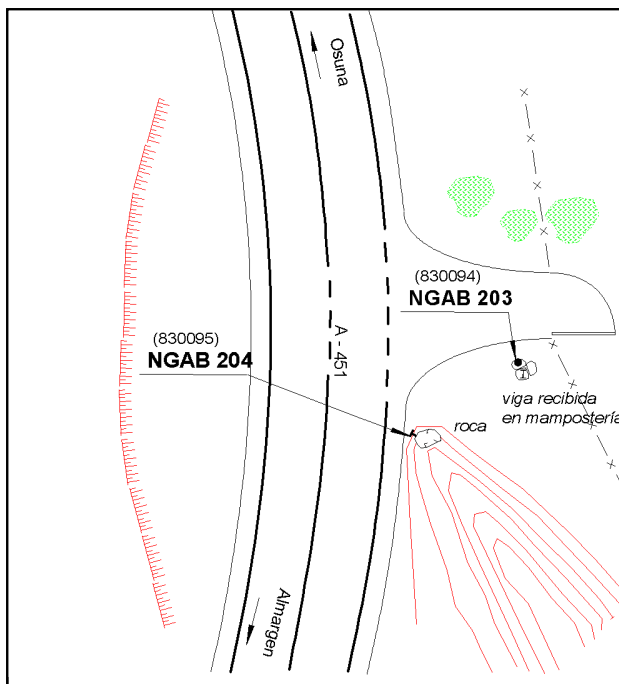 Osuna
(830094)
NGAB 203
(830095)
NGAB 204
A - 451
viga recibida
en mampostería
roca
Almargen